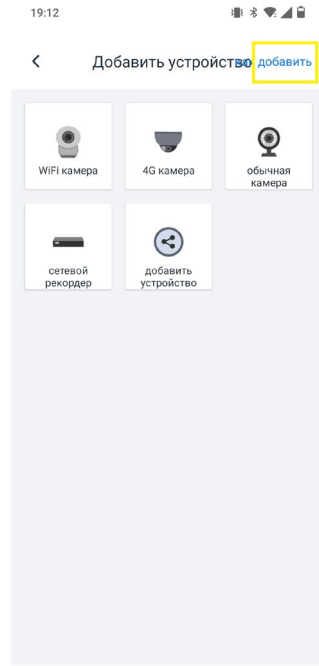 19:12
Добавить устройство добавить
WiFi камера
4G камера
обычная
камера
сетевой
рекордер
добавить
устройство